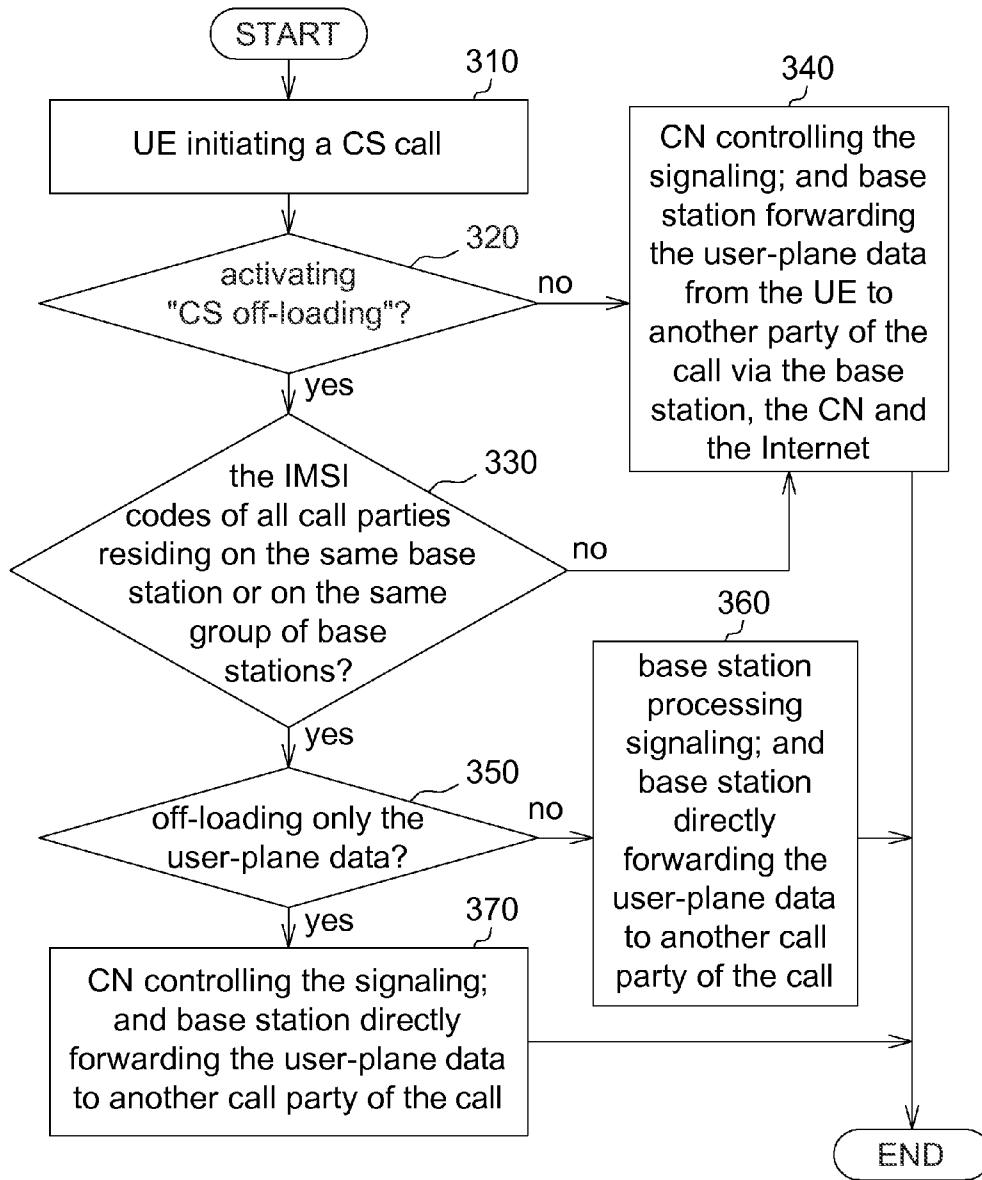 START
310
UE initiating a CS call
320
activating
"CS off-loading"?
no
yes
340
CN controlling the
signaling; and base
station forwarding
the user-plane data
from the UE to
another party of the
call via the base
station, the CN and
the Internet
330
the IMSI
codes of all call parties
residing on the same base
station or on the same
group of base
stations?
no
yes
350
off-loading only the
user-plane data?
no
yes
360
base station
processing
signaling; and
base station
directly
forwarding the
user-plane data
to another call
party of the call
370
CN controlling the signaling;
and base station directly
forwarding the user-plane data
to another call party of the call
END